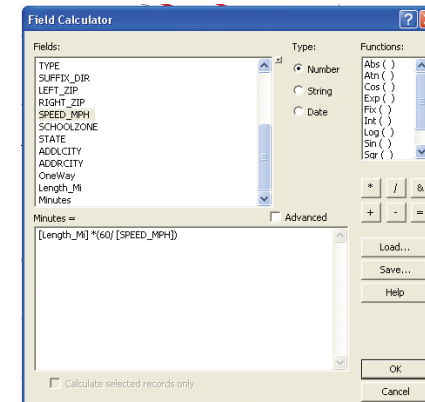 Field Calculator
Fields:
Type:
Functions:
TYPE
SUFFIX_DIR
LEFT_ZIP
RIGHT_ZIP
SPEED_MPH
SCHOOLZONE
STATE
ADDLCITY
ADDRCITY
OneWay
Length_Mi
Minutes
Number
String
Date
Abs ( )
Atn ( )
Cos ( )
Exp ( )
Fix ( )
Int ( )
Log ( )
Sin ( )
Sqr ( )
* / &
+ - =
Minutes =
Advanced
[Length_Mi] *(60/ [SPEED_MPH])
Load...
Save...
Help
Calculate selected records only
OK
Cancel